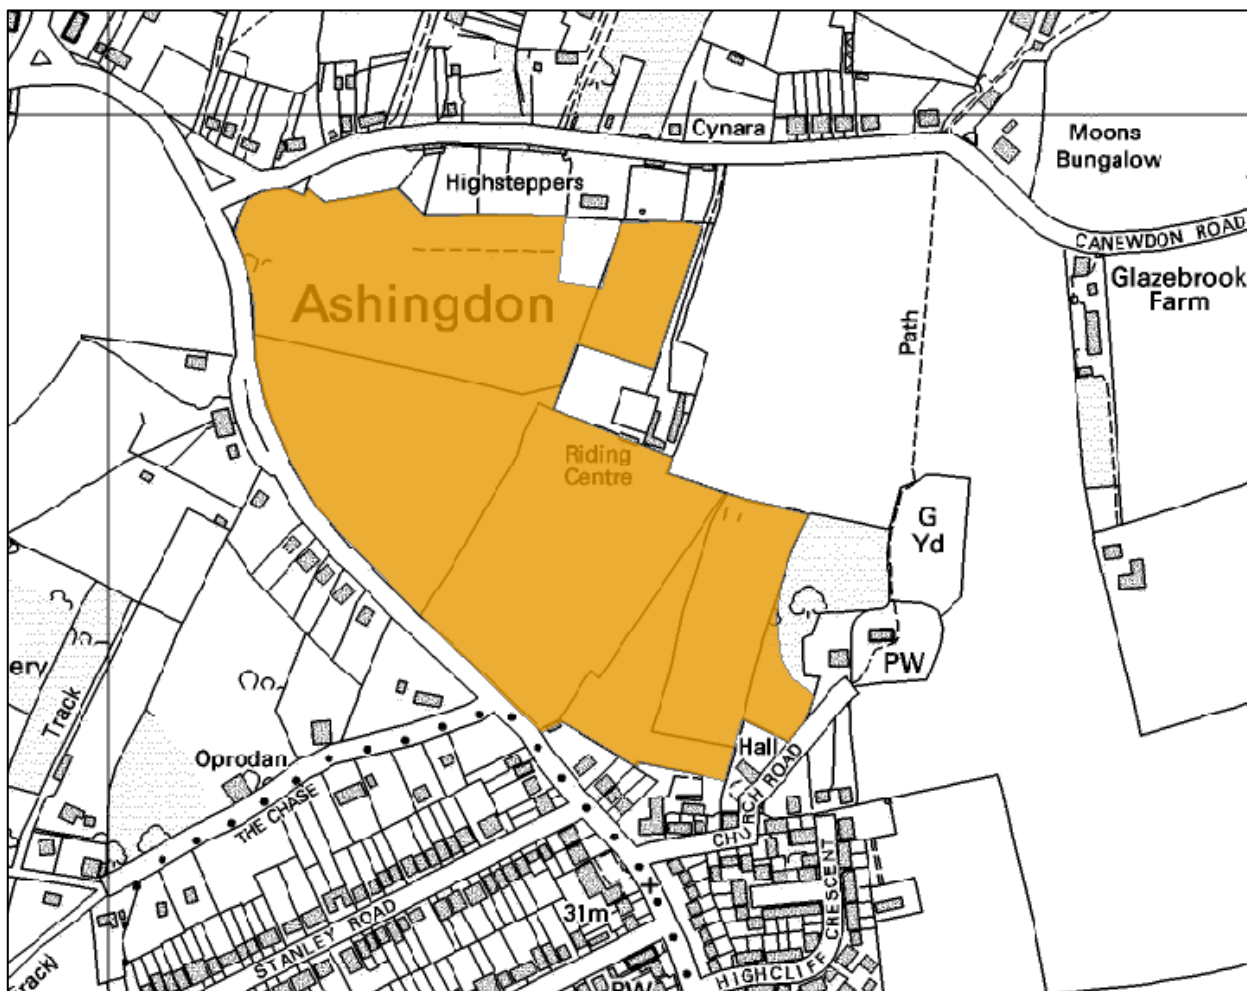 Cynara
Moons
Bungalow
Highsteppers
CANEWDON ROAD
Glazebrook
Farm
Ashingdon
Path
Riding
Centre
G
Yd
PW
ery
Track
Oprodan
Hall
THE CHASE
CHURCH ROAD
31m
STANLEY ROAD
CRESCENT
HIGHCLIFF
PW